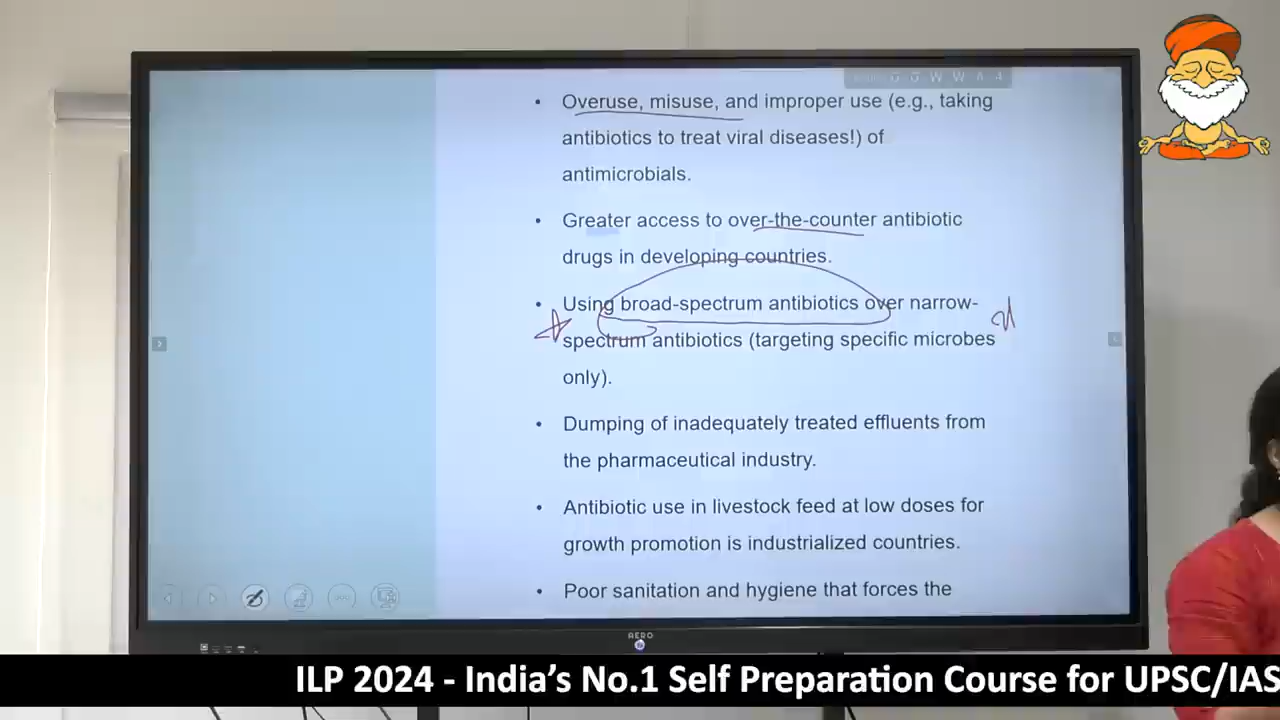 • Overuse, misuse, and improper use (e.g., taking
antibiotics to treat viral diseases!) of
antimicrobials.
• Greater access to over-the-counter antibiotic
drugs in developing countries.
• Using broad-spectrum antibiotics over narrow-
spectrum antibiotics (targeting specific microbes
only).
• Dumping of inadequately treated effluents from
the pharmaceutical industry.
• Antibiotic use in livestock feed at low doses for
growth promotion is industrialized countries.
• Poor sanitation and hygiene that forces the
AERO
ILP 2024 - India’s No.1 Self Preparation Course for UPSC/IAS